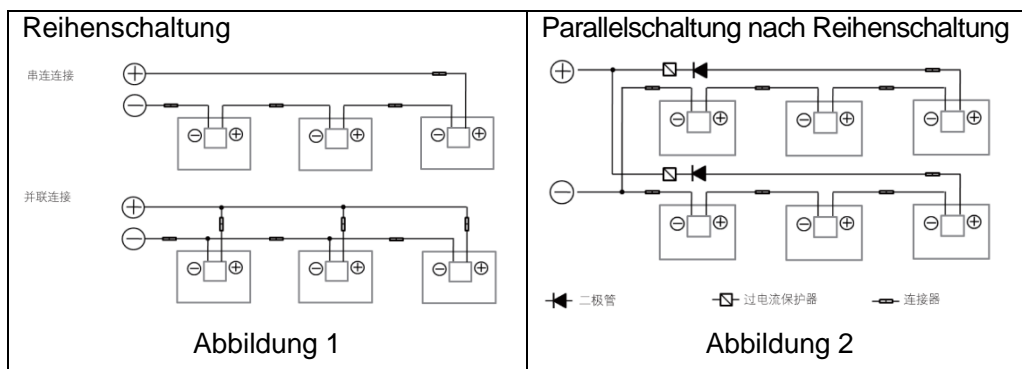 Reihenschaltung
串连连接
并联连接
Abbildung 1
Parallelschaltung nach Reihenschaltung
二极管
过电流保护器
连接器
Abbildung 2